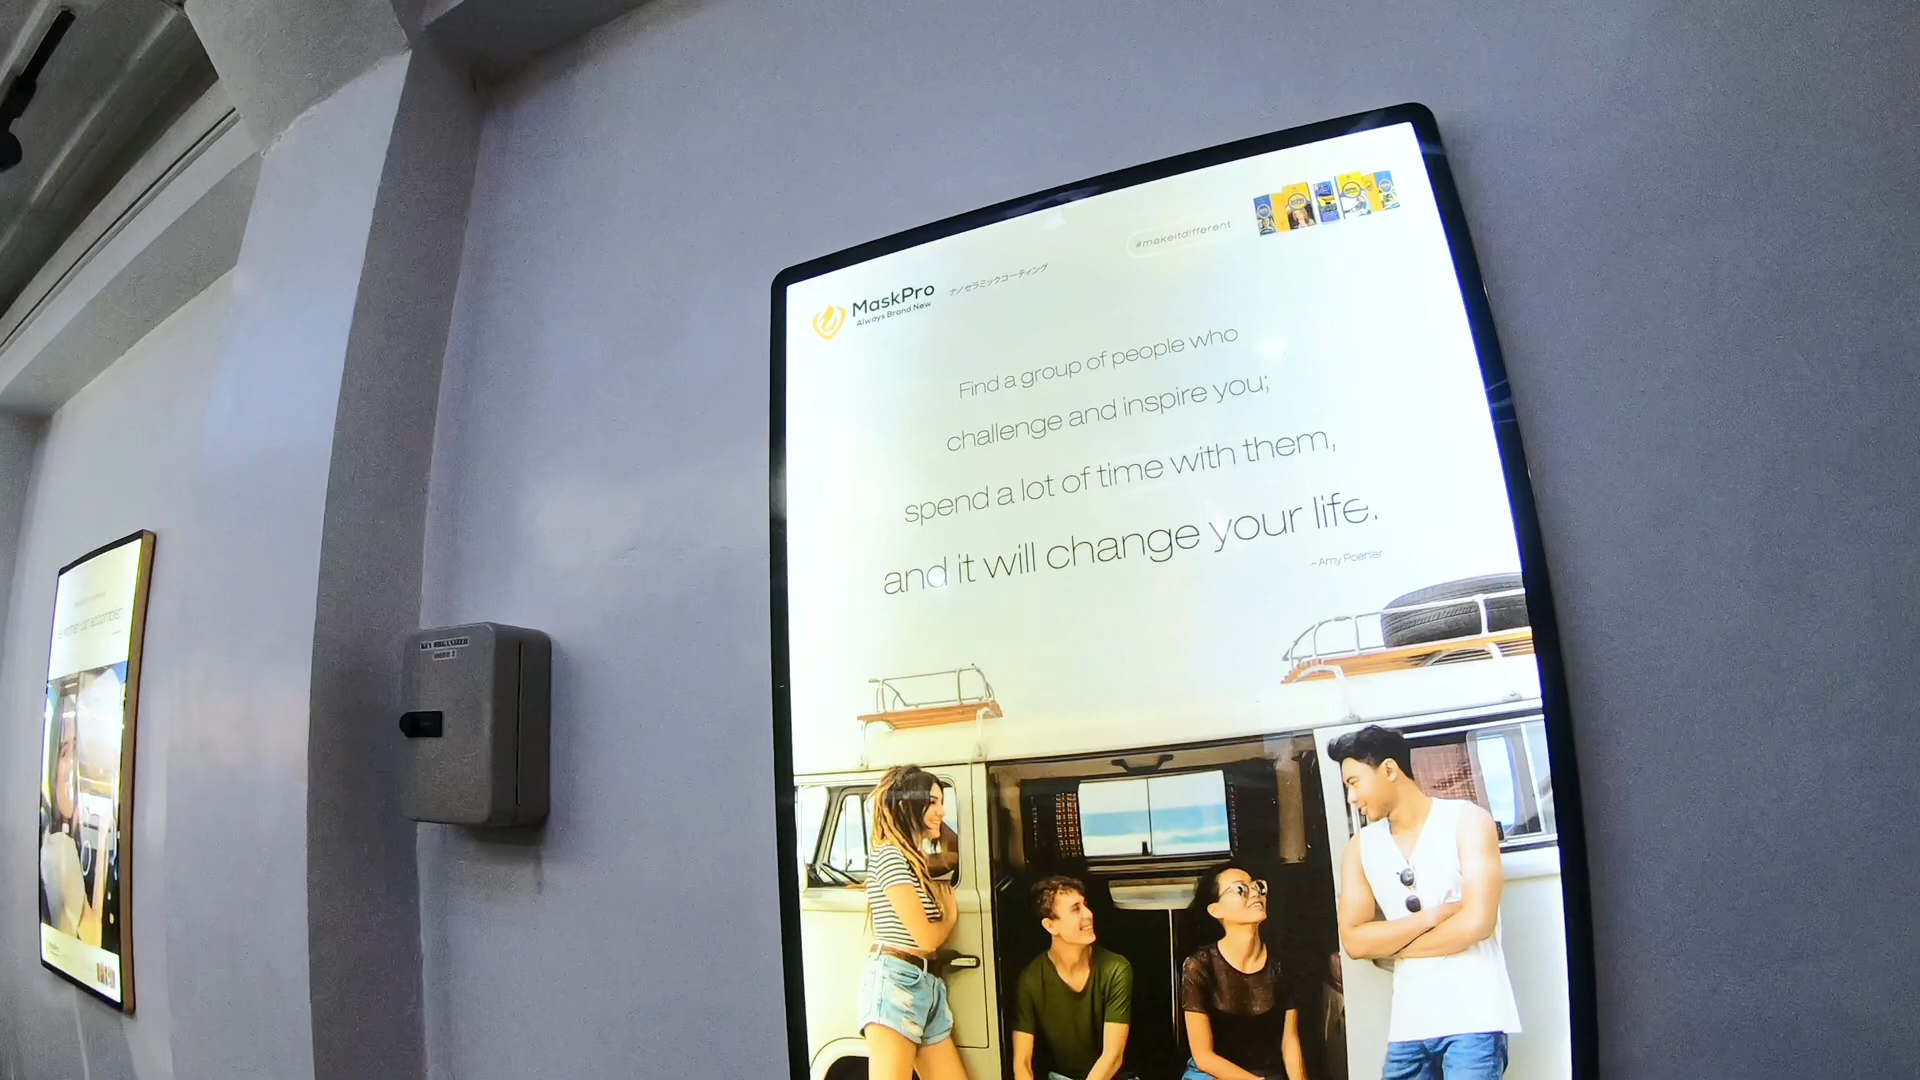 MaskPro
Always Brand New
ナノセラミックコーティング
#makeitdifferent
Find a group of people who
challenge and inspire you;
spend a lot of time with them,
and it will change your life.
– Amy Poehler
KEY ORGANIZER